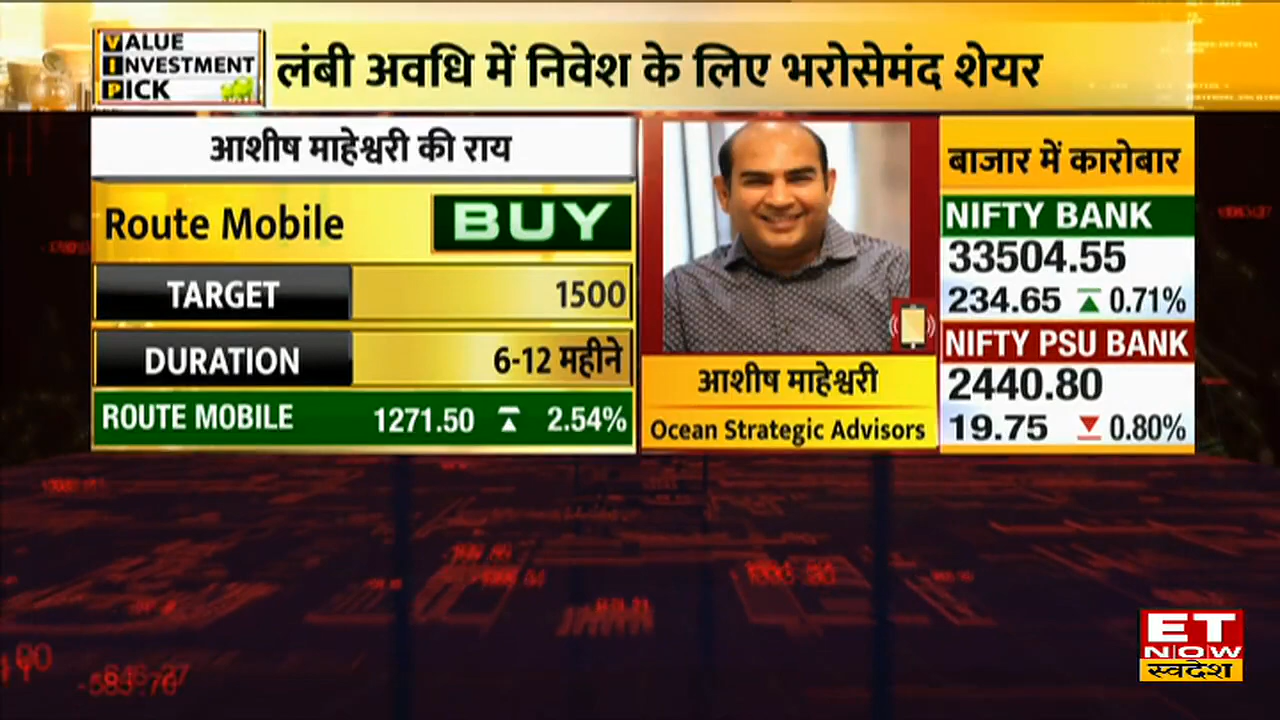 VALUE
INVESTMENT
PICK
लंबी अवधि में निवेश के लिए भरोसेमंद शेयर
आशीष माहेश्वरी की राय
Route Mobile BUY
TARGET 1500
DURATION 6-12 महीने
ROUTE MOBILE 1271.50 2.54%
आशीष माहेश्वरी
Ocean Strategic Advisors
बाजार में कारोबार
NIFTY BANK
33504.55
234.65 0.71%
NIFTY PSU BANK
2440.80
19.75 0.80%
ET
NOW
स्वदेश